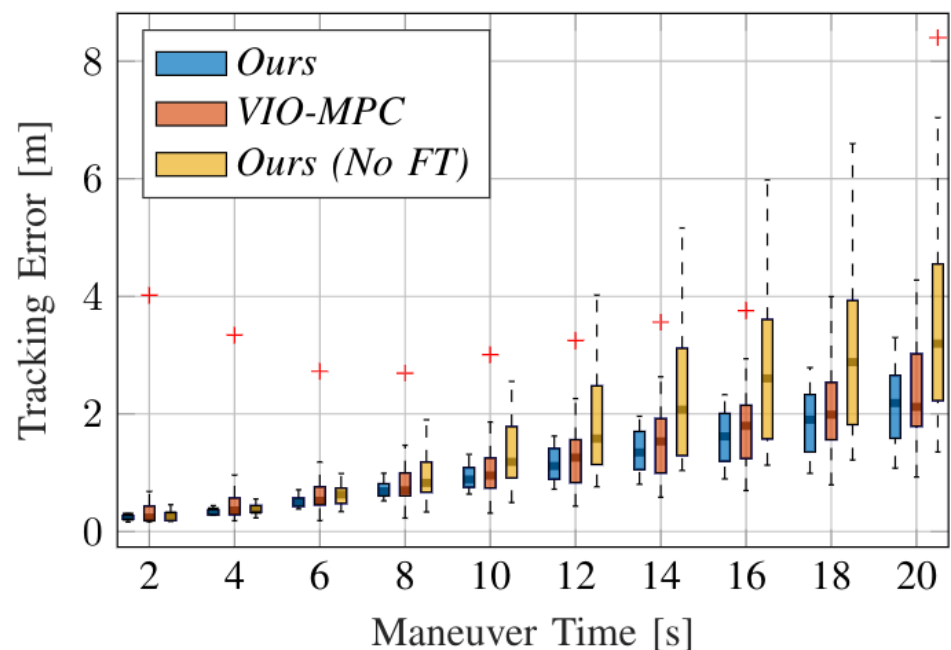 Ours
VIO-MPC
Ours (No FT)
Tracking Error [m]
8
6
4
2
0
2 4 6 8 10 12 14 16 18 20
Maneuver Time [s]